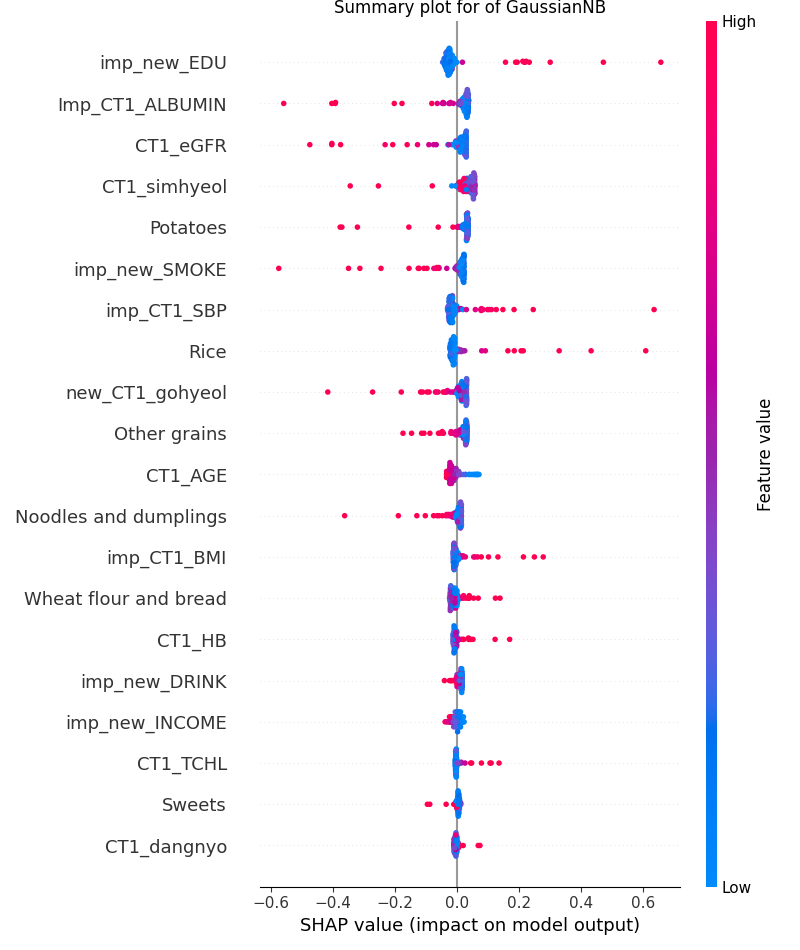 Summary plot for of GaussianNB
High
imp_new_EDU
Imp_CT1_ALBUMIN
CT1_eGFR
CT1_simhyeol
Potatoes
imp_new_SMOKE
imp_CT1_SBP
Rice
new_CT1_gohyeol
Other grains
CT1_AGE
Noodles and dumplings
imp_CT1_BMI
Wheat flour and bread
CT1_HB
imp_new_DRINK
imp_new_INCOME
CT1_TCHL
Sweets
CT1_dangnyo
Feature value
Low
−0.6 −0.4 −0.2 0.0 0.2 0.4 0.6
SHAP value (impact on model output)